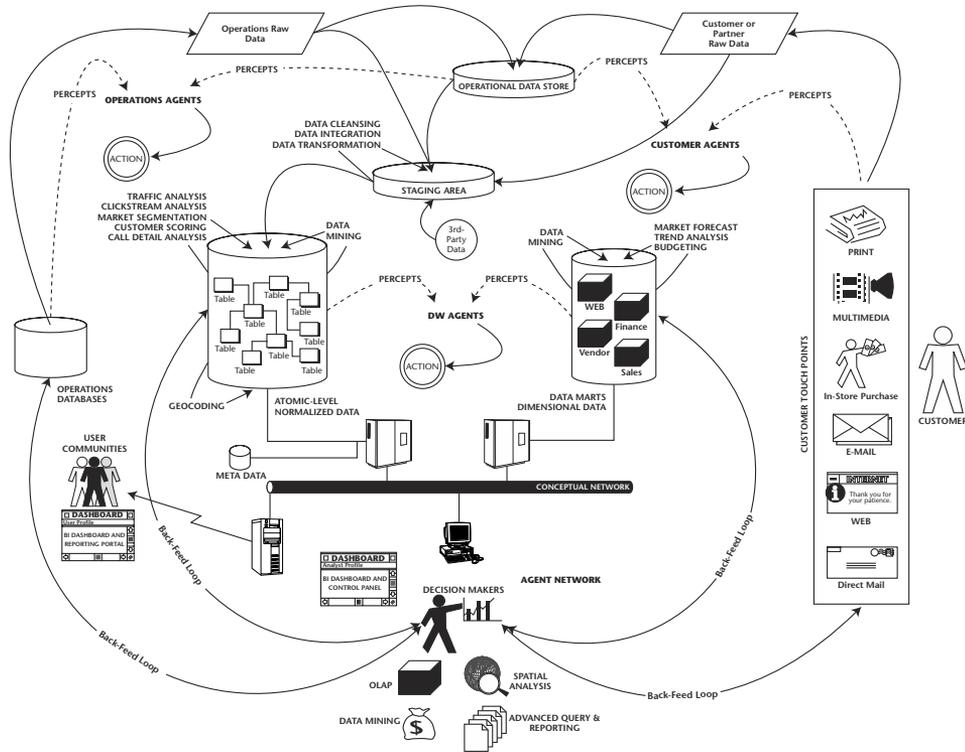 Operations Raw
Data
Customer or
Partner
Raw Data
PERCEPTS
PERCEPTS
OPERATIONAL DATA STORE
PERCEPTS
PERCEPTS
OPERATIONS AGENTS
DATA CLEANSING
DATA INTEGRATION
DATA TRANSFORMATION
CUSTOMER AGENTS
ACTION
STAGING AREA
ACTION
TRAFFIC ANALYSIS
CLICKSTREAM ANALYSIS
MARKET SEGMENTATION
CUSTOMER SCORING
CALL DETAIL ANALYSIS
DATA
MINING
3rd-
Party
Data
DATA
MINING
MARKET FORECAST
TREND ANALYSIS
BUDGETING
PERCEPTS
PERCEPTS
DW AGENTS
ACTION
Table
Table
Table
Table
Table
Table
Table
Table
WEB
Finance
Vendor
Sales
OPERATIONS
DATABASES
GEOCODING
ATOMIC-LEVEL
NORMALIZED DATA
DATA MARTS
DIMENSIONAL DATA
META DATA
CONCEPTUAL NETWORK
USER
COMMUNITIES
DASHBOARD
User Profile
BI DASHBOARD AND
REPORTING PORTAL
DASHBOARD
Analyst Profile
BI DASHBOARD AND
CONTROL PANEL
AGENT NETWORK
DECISION MAKERS
Back-Feed Loop
Back-Feed Loop
Back-Feed Loop
Back-Feed Loop
OLAP
SPATIAL
ANALYSIS
DATA MINING
$
ADVANCED QUERY &
REPORTING
CUSTOMER TOUCH POINTS
PRINT
MULTIMEDIA
In-Store Purchase
E-MAIL
INTERNET
Thank you for
your patience.
WEB
Direct Mail
CUSTOMER